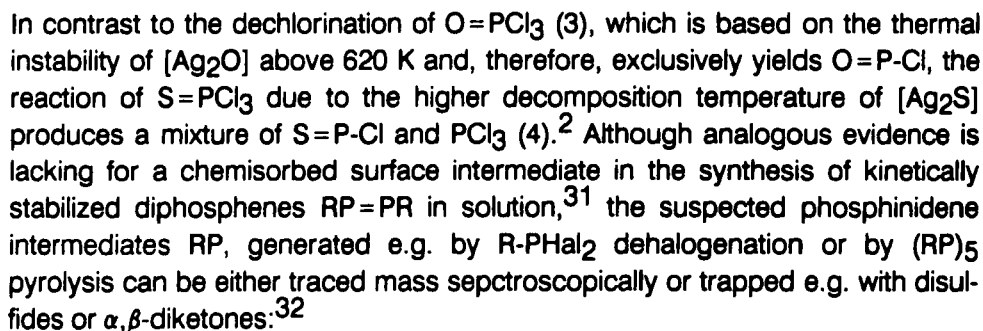 In contrast to the dechlorination of O=PCl₃ (3), which is based on the thermal
instability of [Ag₂O] above 620 K and, therefore, exclusively yields O=P-Cl, the
reaction of S=PCl₃ due to the higher decomposition temperature of [Ag₂S]
produces a mixture of S=P-Cl and PCl₃ (4).² Although analogous evidence is
lacking for a chemisorbed surface intermediate in the synthesis of kinetically
stabilized diphosphenes RP=PR in solution,³¹ the suspected phosphinidene
intermediates RP, generated e.g. by R-PHal₂ dehalogenation or by (RP)₅
pyrolysis can be either traced mass sepctroscopically or trapped e.g. with disul-
fides or α,β-diketones:³²